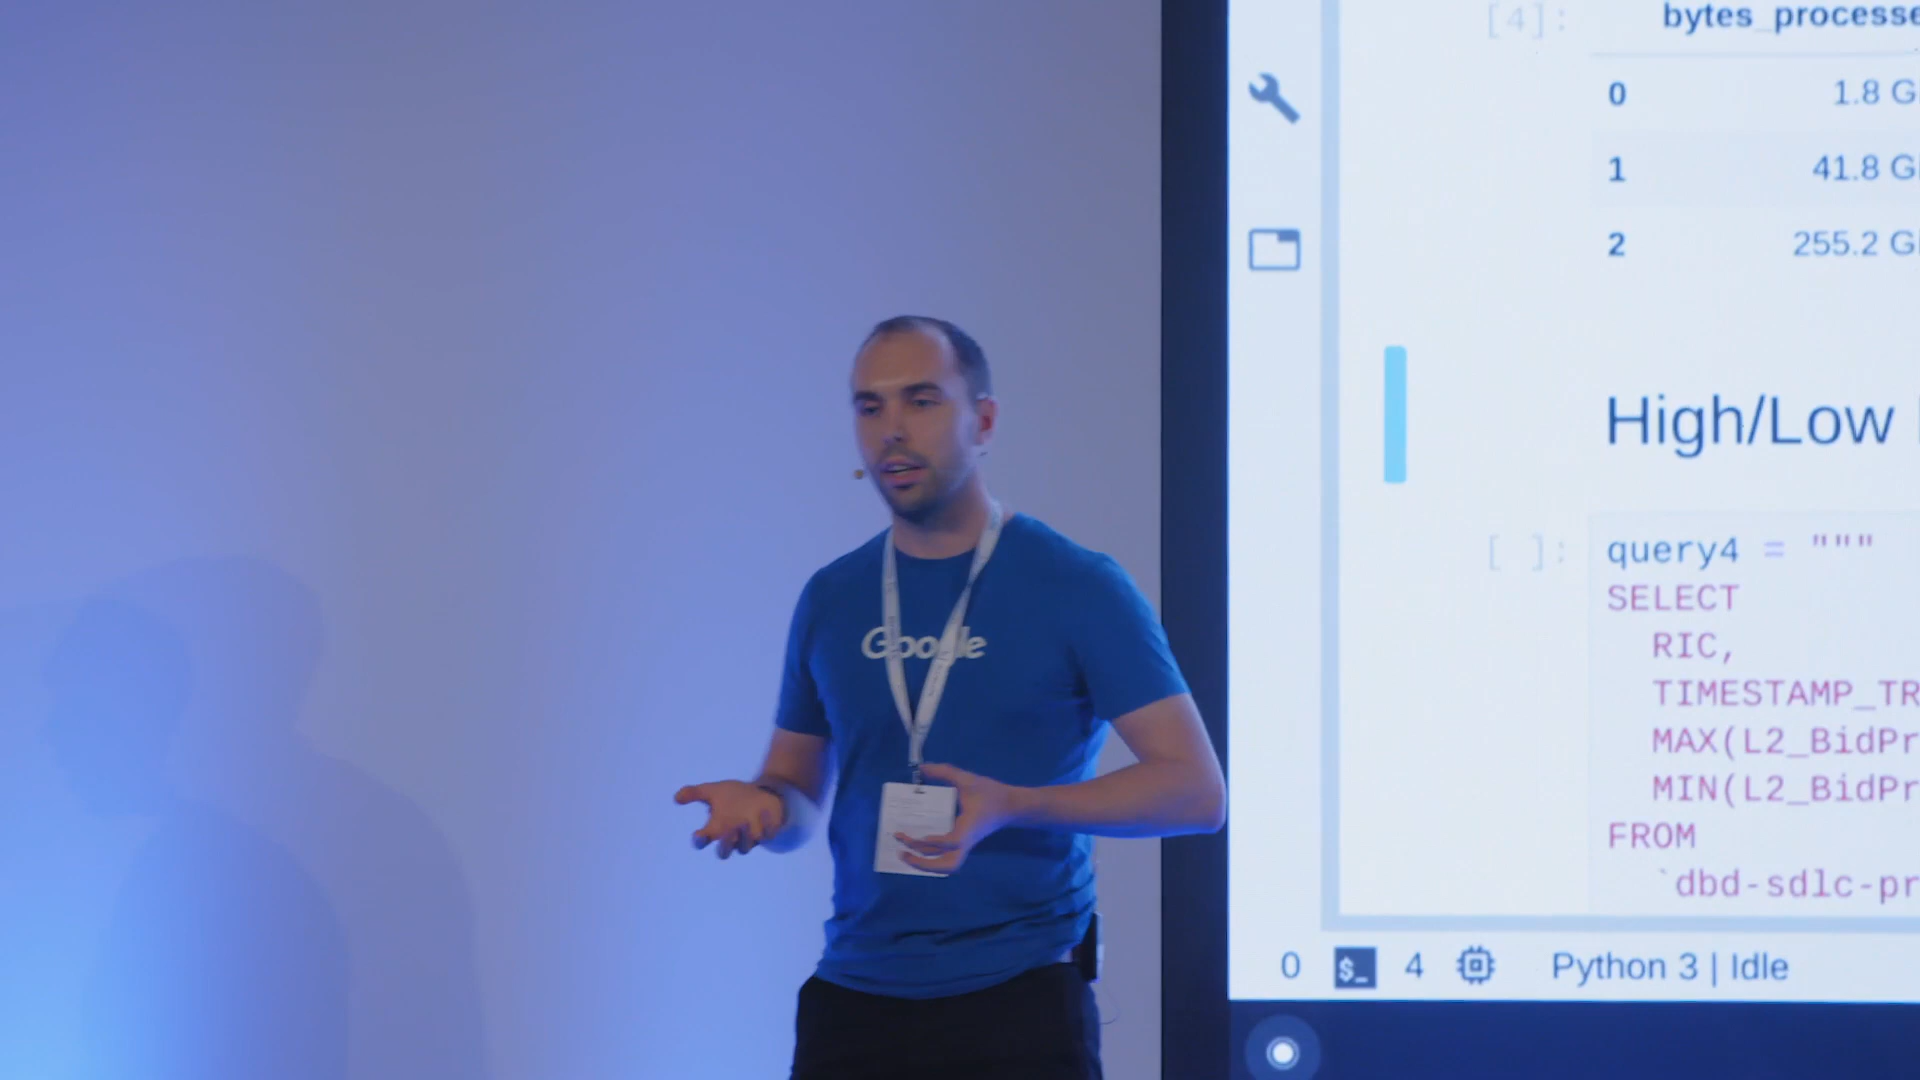 Google
[4]: bytes_processe
0 1.8 G
1 41.8 G
2 255.2 G
High/Low
[ ]: query4 = """
SELECT
RIC,
TIMESTAMP_TR
MAX(L2_BidPr
MIN(L2_BidPr
FROM
`dbd-sdlc-pr
0 $_ 4 Python 3 | Idle